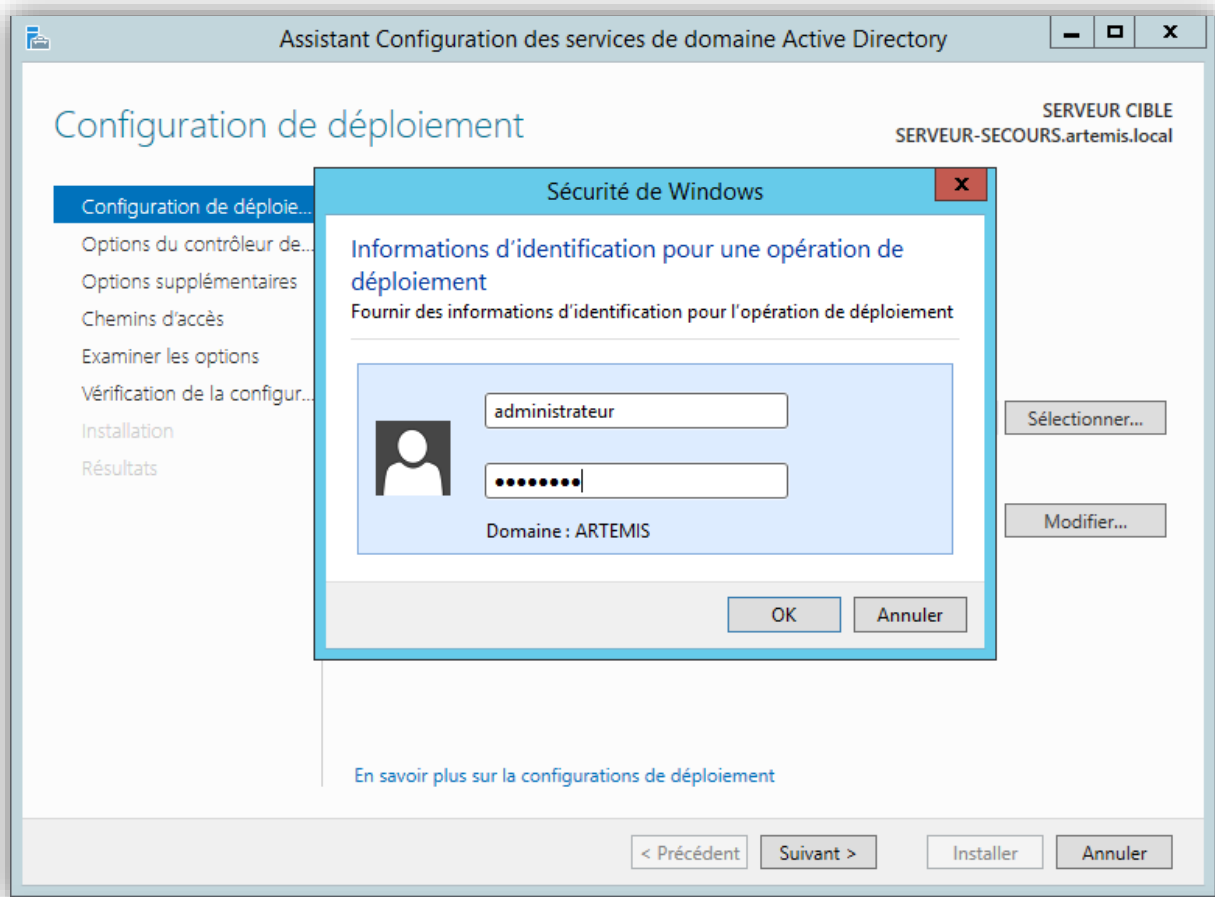 Assistant Configuration des services de domaine Active Directory
Configuration de déploiement
SERVEUR CIBLE
SERVEUR-SECOURS.artemis.local
Configuration de déploie...
Options du contrôleur de...
Options supplémentaires
Chemins d'accès
Examiner les options
Vérification de la configur...
Installation
Résultats
Sécurité de Windows
Informations d'identification pour une opération de
déploiement
Fournir des informations d'identification pour l'opération de déploiement
administrateur
●●●●●●●●
Domaine : ARTEMIS
OK
Annuler
Sélectionner...
Modifier...
En savoir plus sur la configurations de déploiement
< Précédent
Suivant >
Installer
Annuler